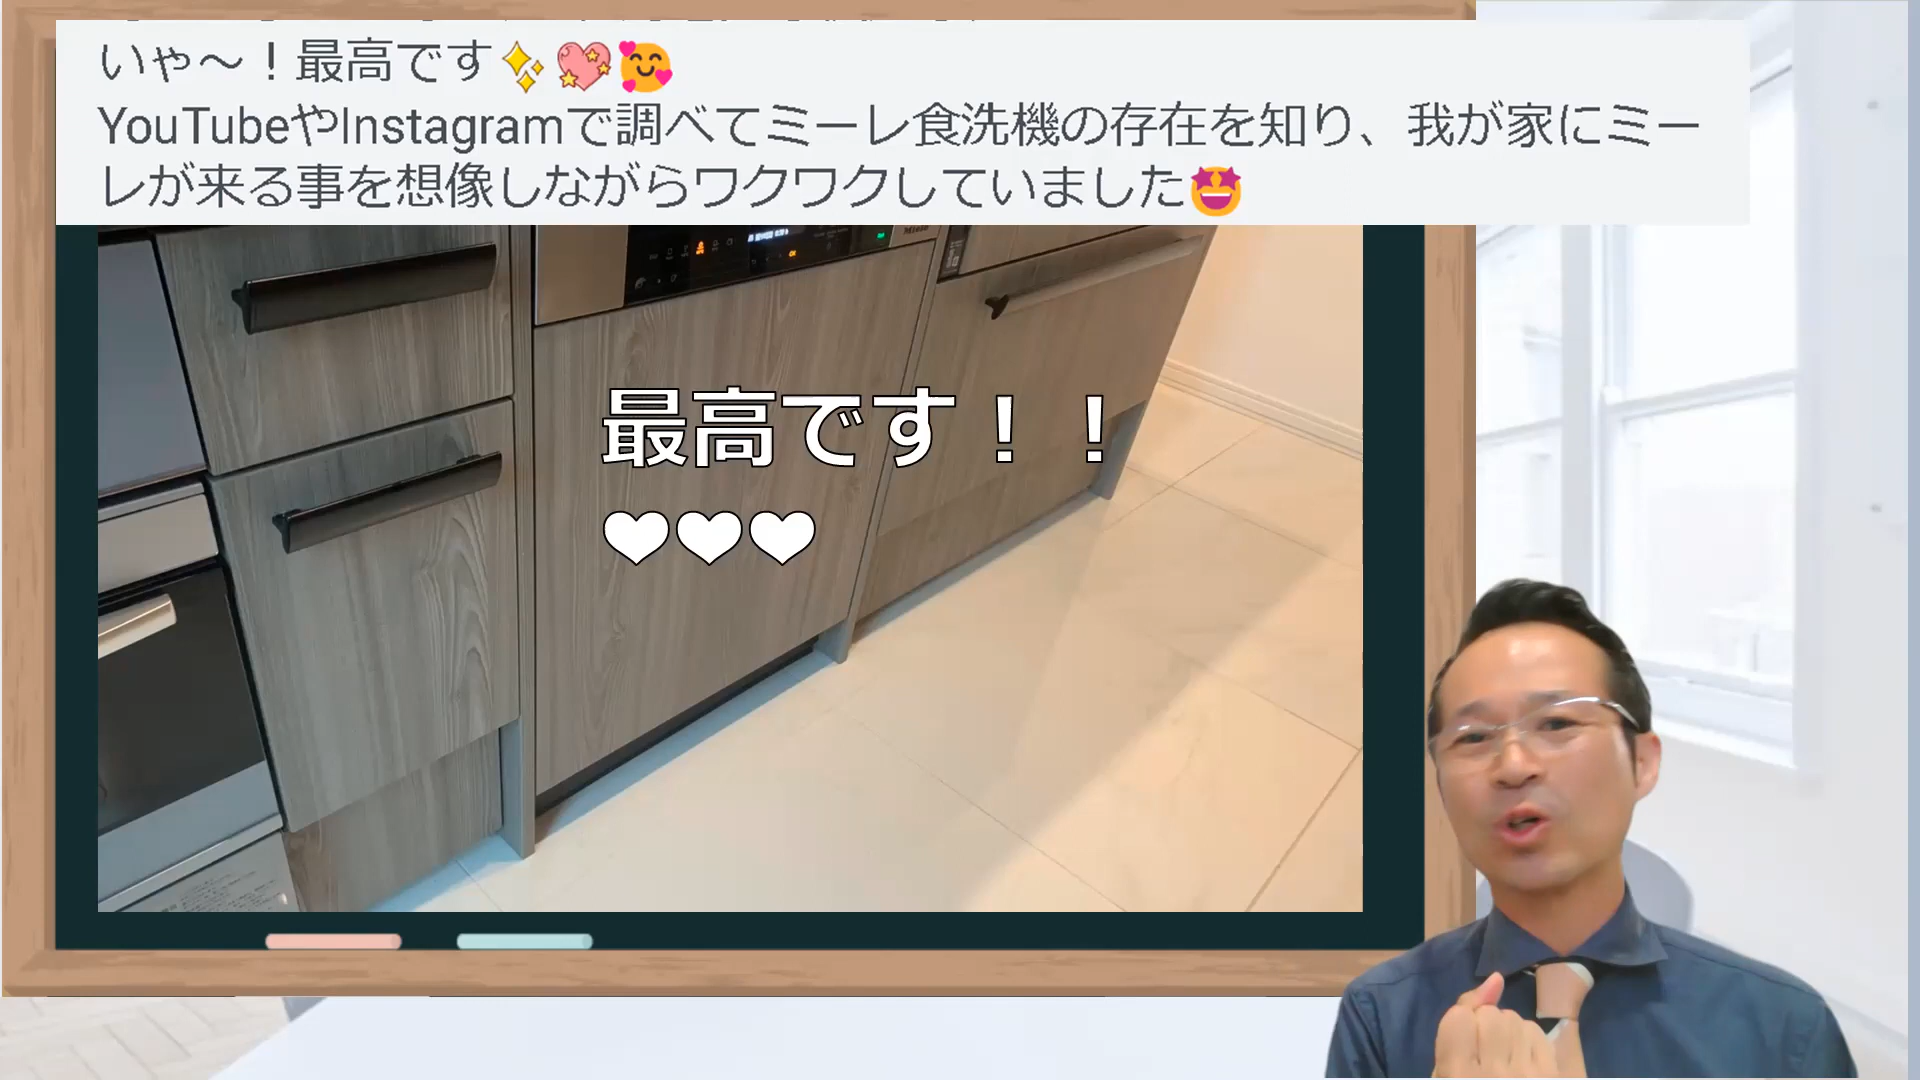 いや～！最高です✨💖🥰
YouTubeやInstagramで調べてミーレ食洗機の存在を知り、我が家にミー
レが来る事を想像しながらワクワクしていました🤩
Miele
最高です！！
♥♥♥